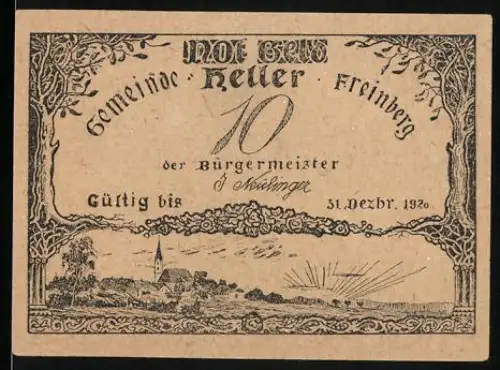 Not Geld
Gemeinde · Heller · Freinberg
10
der Bürgermeister
Gültig bis 31. Dezbr. 1920